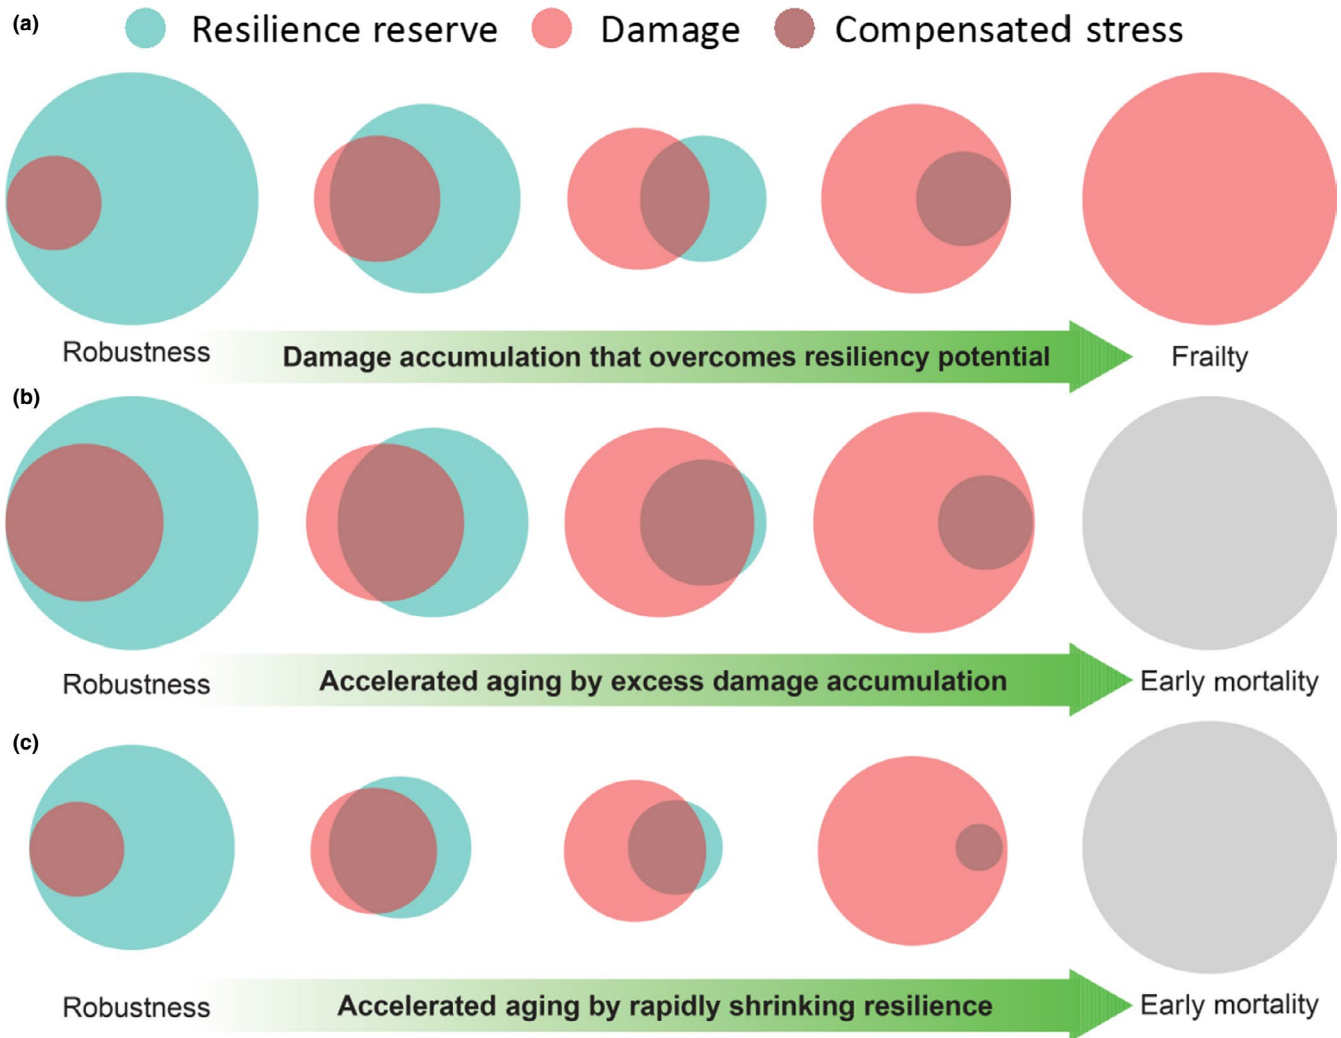 (a) Resilience reserve Damage Compensated stress
Robustness Damage accumulation that overcomes resiliency potential Frailty
(b)
Robustness Accelerated aging by excess damage accumulation Early mortality
(c)
Robustness Accelerated aging by rapidly shrinking resilience Early mortality